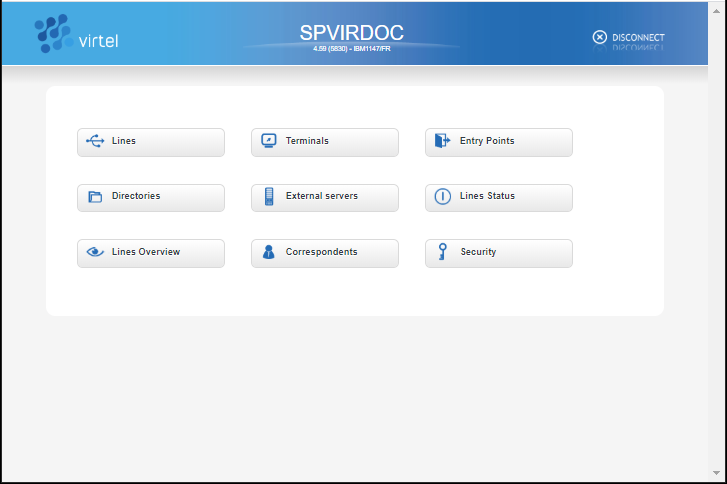 virtel
SPVIRDOC
4.59 (5830) - IBM1147/FR
DISCONNECT
Lines
Terminals
Entry Points
Directories
External servers
Lines Status
Lines Overview
Correspondents
Security